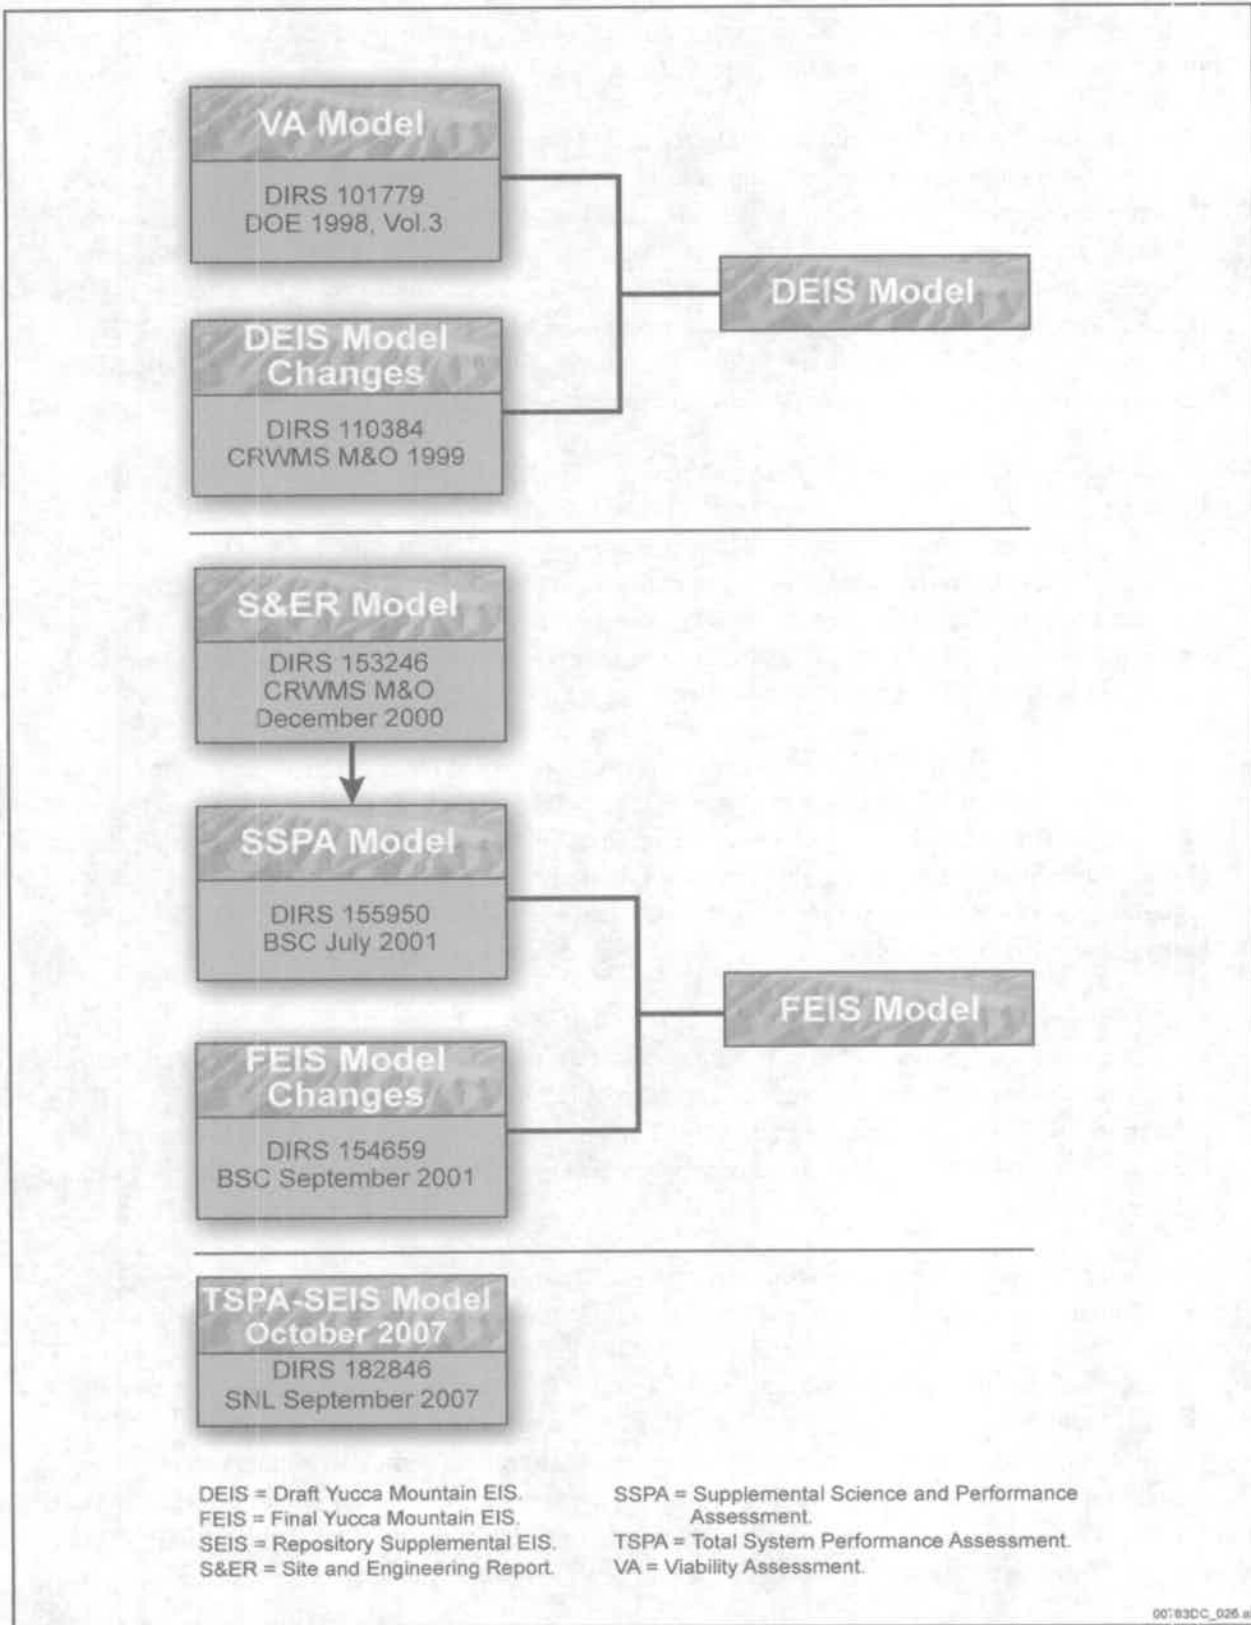 VA Model
DIRS 101779
DOE 1998, Vol.3
DEIS Model
Changes
DIRS 110384
CRWMS M&O 1999
DEIS Model
S&ER Model
DIRS 153246
CRWMS M&O
December 2000
SSPA Model
DIRS 155950
BSC July 2001
FEIS Model
Changes
DIRS 154659
BSC September 2001
FEIS Model
TSPA-SEIS Model
October 2007
DIRS 182846
SNL September 2007
DEIS = Draft Yucca Mountain EIS.
FEIS = Final Yucca Mountain EIS.
SEIS = Repository Supplemental EIS.
S&ER = Site and Engineering Report.
SSPA = Supplemental Science and Performance
Assessment.
TSPA = Total System Performance Assessment.
VA = Viability Assessment.